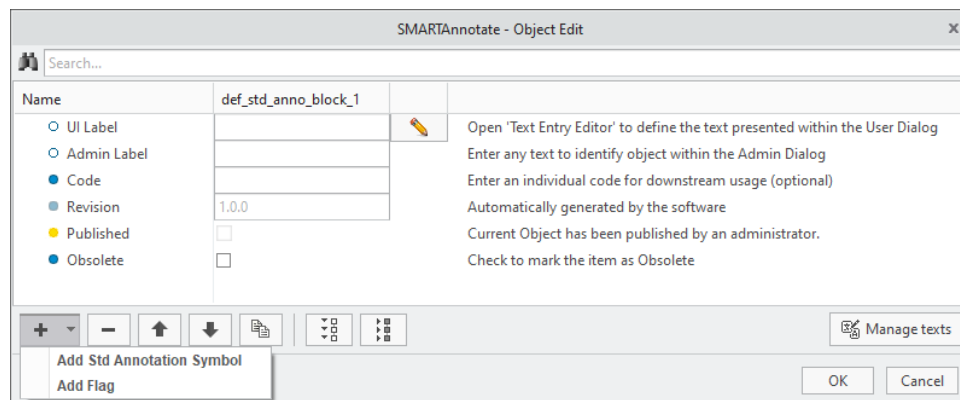 SMARTAnnotate - Object Edit
Search...
Name def_std_anno_block_1
UI Label Open 'Text Entry Editor' to define the text presented within the User Dialog
Admin Label Enter any text to identify object within the Admin Dialog
Code Enter an individual code for downstream usage (optional)
Revision 1.0.0 Automatically generated by the software
Published Current Object has been published by an administrator.
Obsolete Check to mark the item as Obsolete
Manage texts
Add Std Annotation Symbol
Add Flag
OK Cancel